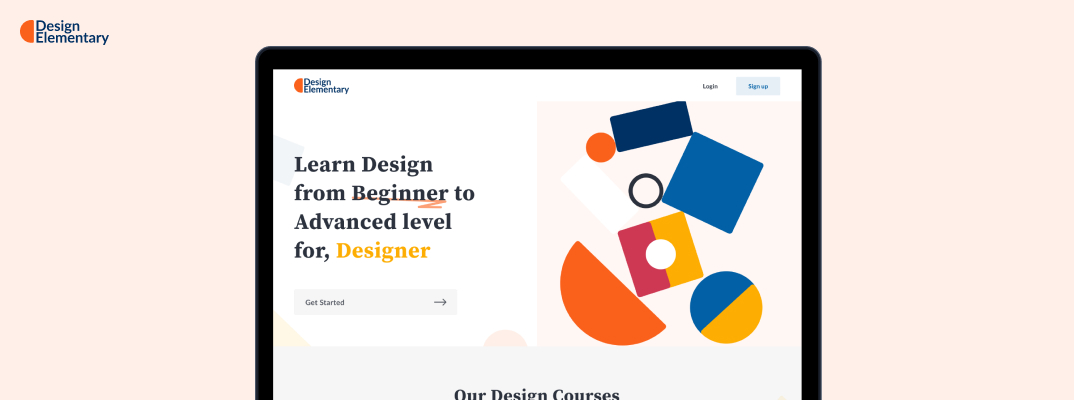 Design
Elementary
Design
Elementary
Login
Sign up
Learn Design
from Beginner to
Advanced level
for, Designer
Get Started
Our Design Courses